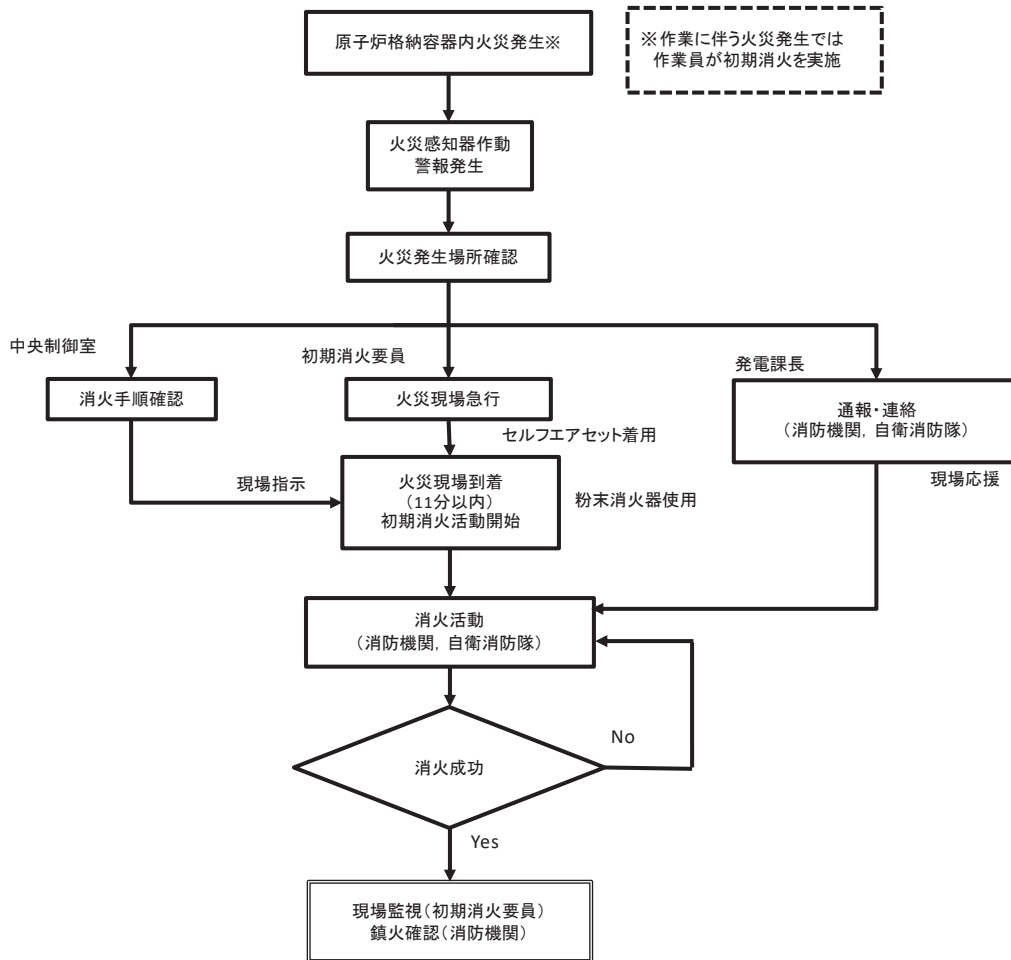 原子炉格納容器内火災発生※
※作業に伴う火災発生では
作業員が初期消火を実施
火災感知器作動
警報発生
火災発生場所確認
中央制御室
初期消火要員
発電課長
消火手順確認
火災現場急行
通報・連絡
（消防機関，自衛消防隊）
セルフエアセット着用
現場指示
火災現場到着
（11分以内）
初期消火活動開始
粉末消火器使用
現場応援
消火活動
（消防機関，自衛消防隊）
消火成功
No
Yes
現場監視（初期消火要員）
鎮火確認（消防機関）